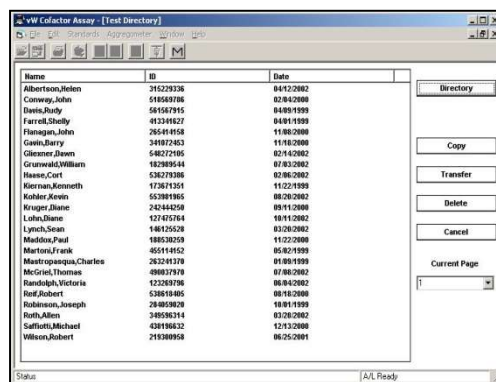 vW Cofactor Assay - [Test Directory]
File Edit Standards Aggregometer Window Help
M
Name ID Date
Albertson,Helen 315229336 04/12/2002
Conway,John 518569786 02/04/2000
Davis,Rudy 561567915 04/09/1999
Farrell,Shelly 413341627 04/01/1999
Flanagan,John 265414158 11/08/2000
Gavin,Barry 341072453 11/18/2000
Gliexner,Dawn 548272105 02/14/2002
Grunwald,William 182989544 07/03/2002
Haase,Cort 536279386 02/06/2002
Kiernan,Kenneth 173671351 11/22/1999
Kohler,Kevin 553981965 08/20/2002
Kruger,Diane 242444250 09/11/2000
Lohn,Diane 127475764 10/11/2002
Lynch,Sean 146125528 03/20/2002
Maddox,Paul 188530259 11/22/2000
Martoni,Frank 455114152 05/02/1999
Mastropasqua,Charles 263241370 01/09/1999
McGriel,Thomas 490037970 07/08/2002
Randolph,Victoria 123269796 06/04/2002
Reif,Robert 538618405 08/18/2000
Robinson,Joseph 284059020 10/01/1999
Roth,Allen 349596314 03/28/2002
Saffiotti,Michael 438196632 12/13/2000
Wilson,Robert 219300958 06/25/2001
Directory
Copy
Transfer
Delete
Cancel
Current Page
1
Status A/L Ready